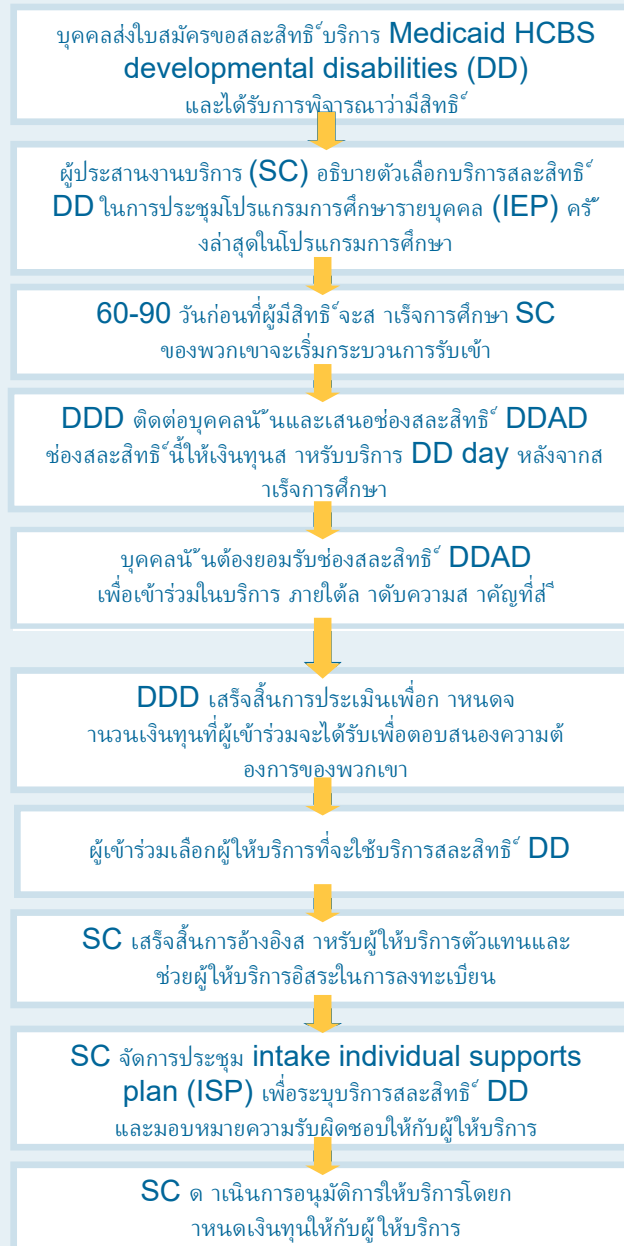 บุคคลส่งใบสมัครขอสละสิทธิ์บริการ Medicaid HCBS
developmental disabilities (DD)
และได้รับการพิจารณาว่ามีสิทธิ์
ผู้ประสานงานบริการ (SC) อธิบายตัวเลือกบริการสละสิทธิ์
DD ในการประชุมโปรแกรมการศึกษารายบุคคล (IEP) ครั้
งล่าสุดในโปรแกรมการศึกษา
60-90 วันก่อนที่ผู้มีสิทธิ์จะส าเร็จการศึกษา SC
ของพวกเขาจะเริ่มกระบวนการรับเข้า
DDD ติดต่อบุคคลนั้นและเสนอช่องสละสิทธิ์ DDAD
ช่องสละสิทธิ์นี้ให้เงินทุนส าหรับบริการ DD day หลังจากส
าเร็จการศึกษา
บุคคลนั้นต้องยอมรับช่องสละสิทธิ์ DDAD
เพื่อเข้าร่วมในบริการ ภายใต้ล าดับความส าคัญที่สี่
DDD เสร็จสิ้นการประเมินเพื่อก าหนดจ
านวนเงินทุนที่ผู้เข้าร่วมจะได้รับเพื่อตอบสนองความต้
องการของพวกเขา
ผู้เข้าร่วมเลือกผู้ให้บริการที่จะใช้บริการสละสิทธิ์ DD
SC เสร็จสิ้นการอ้างอิงส าหรับผู้ให้บริการตัวแทนและ
ช่วยผู้ให้บริการอิสระในการลงทะเบียน
SC จัดการประชุม intake individual supports
plan (ISP) เพื่อระบุบริการสละสิทธิ์ DD
และมอบหมายความรับผิดชอบให้กับผู้ให้บริการ
SC ด าเนินการอนุมัติการให้บริการโดยก
าหนดเงินทุนให้กับผู้ให้บริการ